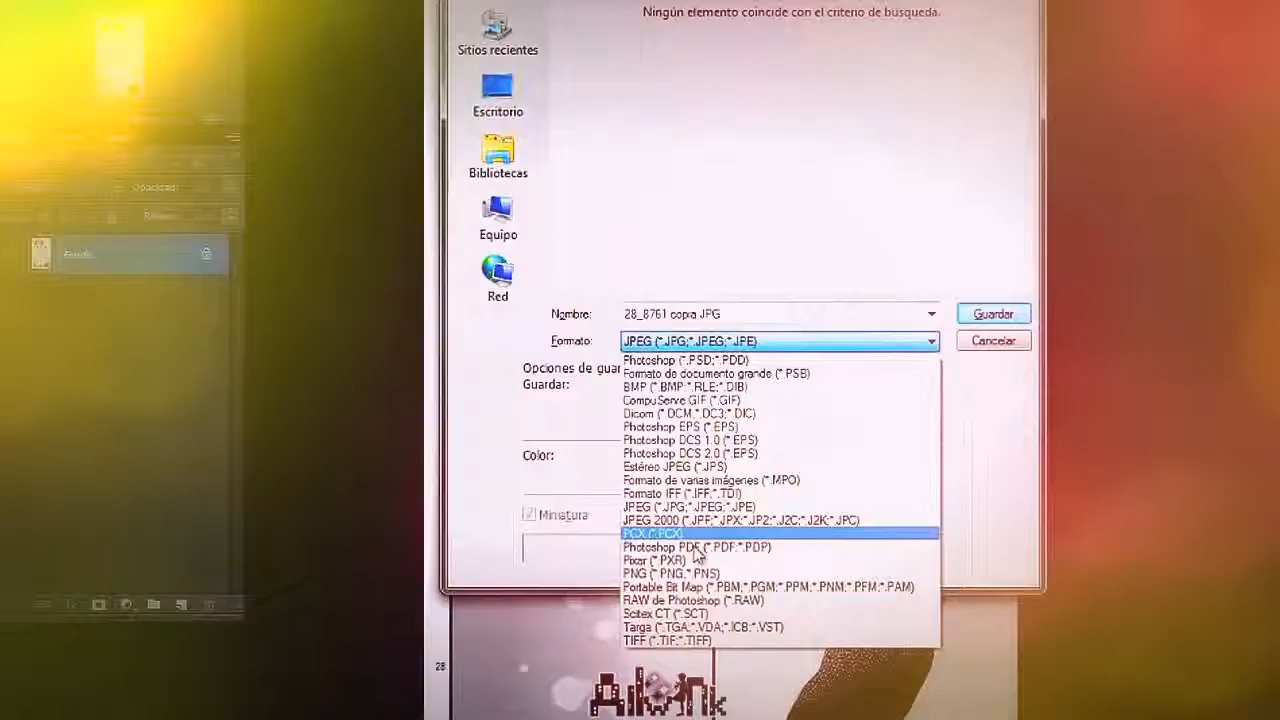 Ningún elemento coincide con el criterio de búsqueda.
Sitios recientes
Escritorio
Bibliotecas
Equipo
Red
Nombre:
28_8761 copia JPG
Guardar
Formato:
JPEG (*.JPG;*.JPEG;*.JPE)
Cancelar
Photoshop (*.PSD;*.PDD)
Opciones de guar
Formato de documento grande (*.PSB)
Guardar:
BMP (*.BMP;*.RLE;*.DIB)
CompuServe GIF (*.GIF)
Dicom (*.DCM;*.DC3;*.DIC)
Photoshop EPS (*.EPS)
Photoshop DCS 1.0 (*.EPS)
Photoshop DCS 2.0 (*.EPS)
Color:
Estéreo JPEG (*.JPS)
Formato de varias imágenes (*.MPO)
Formato IFF (*.IFF;*.TDI)
JPEG (*.JPG;*.JPEG;*.JPE)
Miniatura
JPEG 2000 (*.JPF;*.JPX;*.JP2;*.J2C;*.J2K;*.JPC)
PCX (*.PCX)
Photoshop PDF (*.PDF;*.PDP)
Pixar (*.PXR)
PNG (*.PNG;*.PNS)
Portable Bit Map (*.PBM;*.PGM;*.PPM;*.PNM;*.PFM;*.PAM)
RAW de Photoshop (*.RAW)
Scitex CT (*.SCT)
Targa (*.TGA;*.VDA;*.ICB;*.VST)
TIFF (*.TIF;*.TIFF)
28